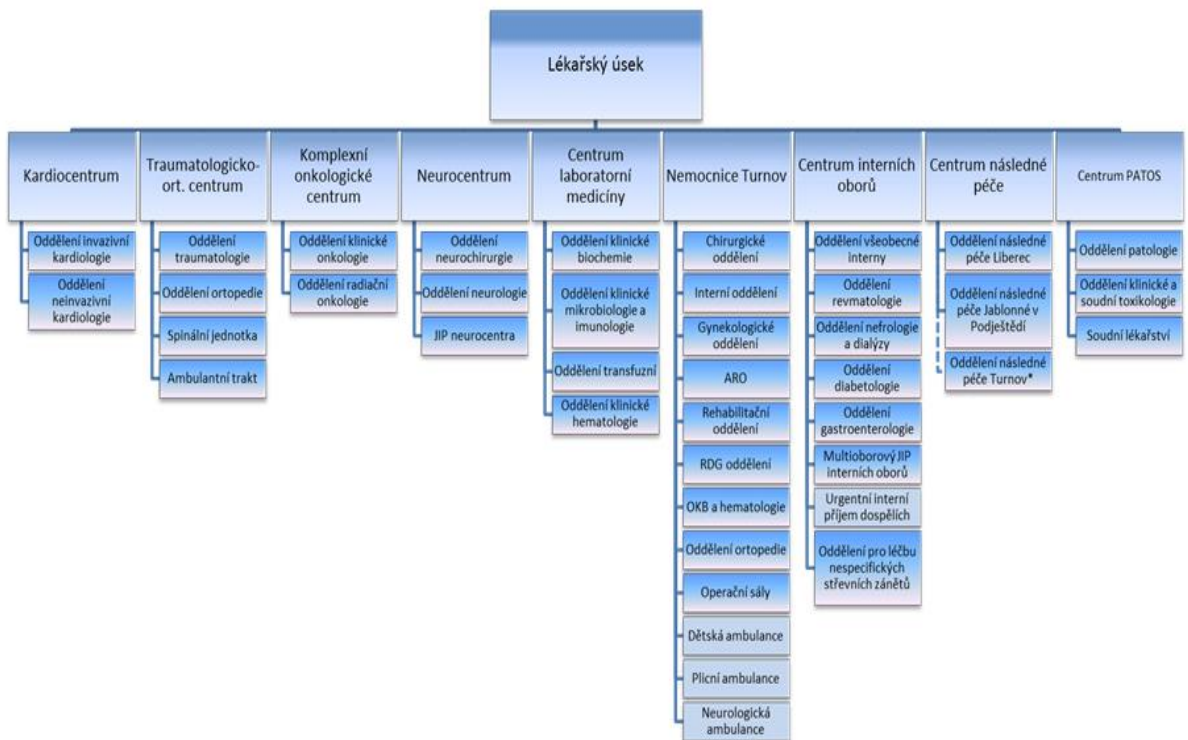 Lékařský úsek
Kardiocentrum
Oddělení invazivní
kardiologie
Oddělení
neinvazivní
kardiologie
Traumatologicko-
ort. centrum
Oddělení
traumatologie
Oddělení ortopedie
Spinální jednotka
Ambulantní trakt
Komplexní
onkologické
centrum
Oddělení klinické
onkologie
Oddělení radiační
onkologie
Neurocentrum
Oddělení
neurochirurgie
Oddělení neurologie
JIP neurocentra
Centrum
laboratorní
medicíny
Oddělení klinické
biochemie
Oddělení klinické
mikrobiologie a
imunologie
Oddělení transfuzní
Oddělení klinické
hematologie
Nemocnice Turnov
Chirurgické
oddělení
Interní oddělení
Gynekologické
oddělení
ARO
Rehabilitační
oddělení
RDG oddělení
OKB a hematologie
Oddělení ortopedie
Operační sály
Dětská ambulance
Plicní ambulance
Neurologická
ambulance
Centrum interních
oborů
Oddělení všeobecné
interny
Oddělení
revmatologie
Oddělení nefrologie
a dialýzy
Oddělení
diabetologie
Oddělení
gastroenterologie
Multioborový JIP
interních oborů
Urgentní interní
příjem dospělích
Oddělení pro léčbu
nespecifických
střevních zánětů
Centrum následné
péče
Oddělení následné
péče Liberec
Oddělení následné
péče Jablonné v
Podještědí
Oddělení následné
péče Turnov*
Centrum PATOS
Oddělení patologie
Oddělení klinické a
soudní toxikologie
Soudní lékařství